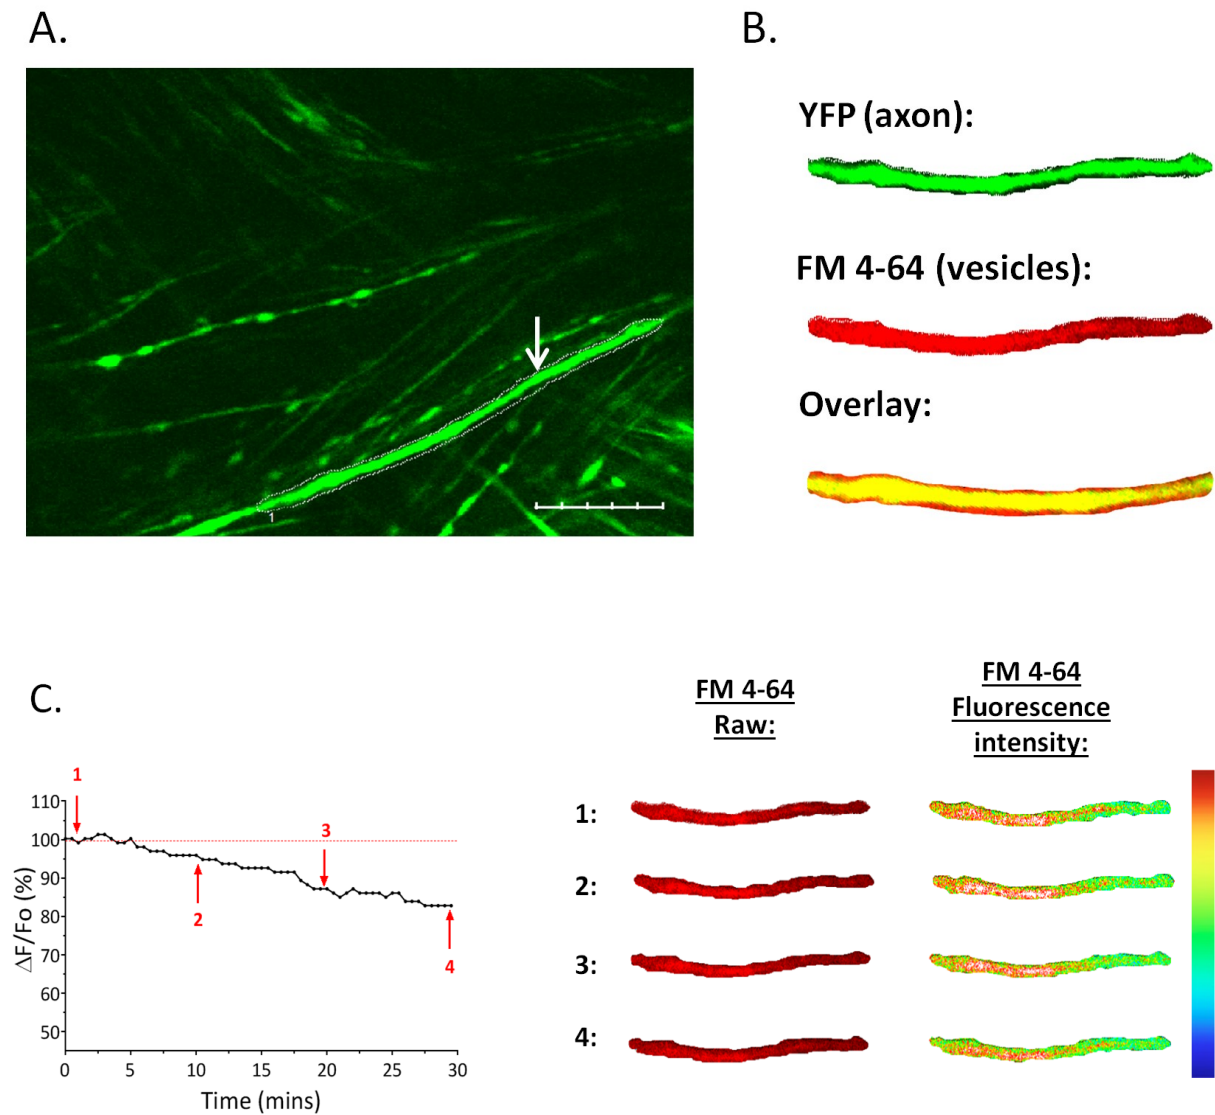 A.
B.
YFP (axon):
FM 4-64 (vesicles):
Overlay:
1
C.
FM 4-64
Raw:
FM 4-64
Fluorescence
intensity:
1
110
100
90
80
70
60
50
ΔF/Fo (%)
3
2
4
0 5 10 15 20 25 30
Time (mins)
1:
2:
3:
4: